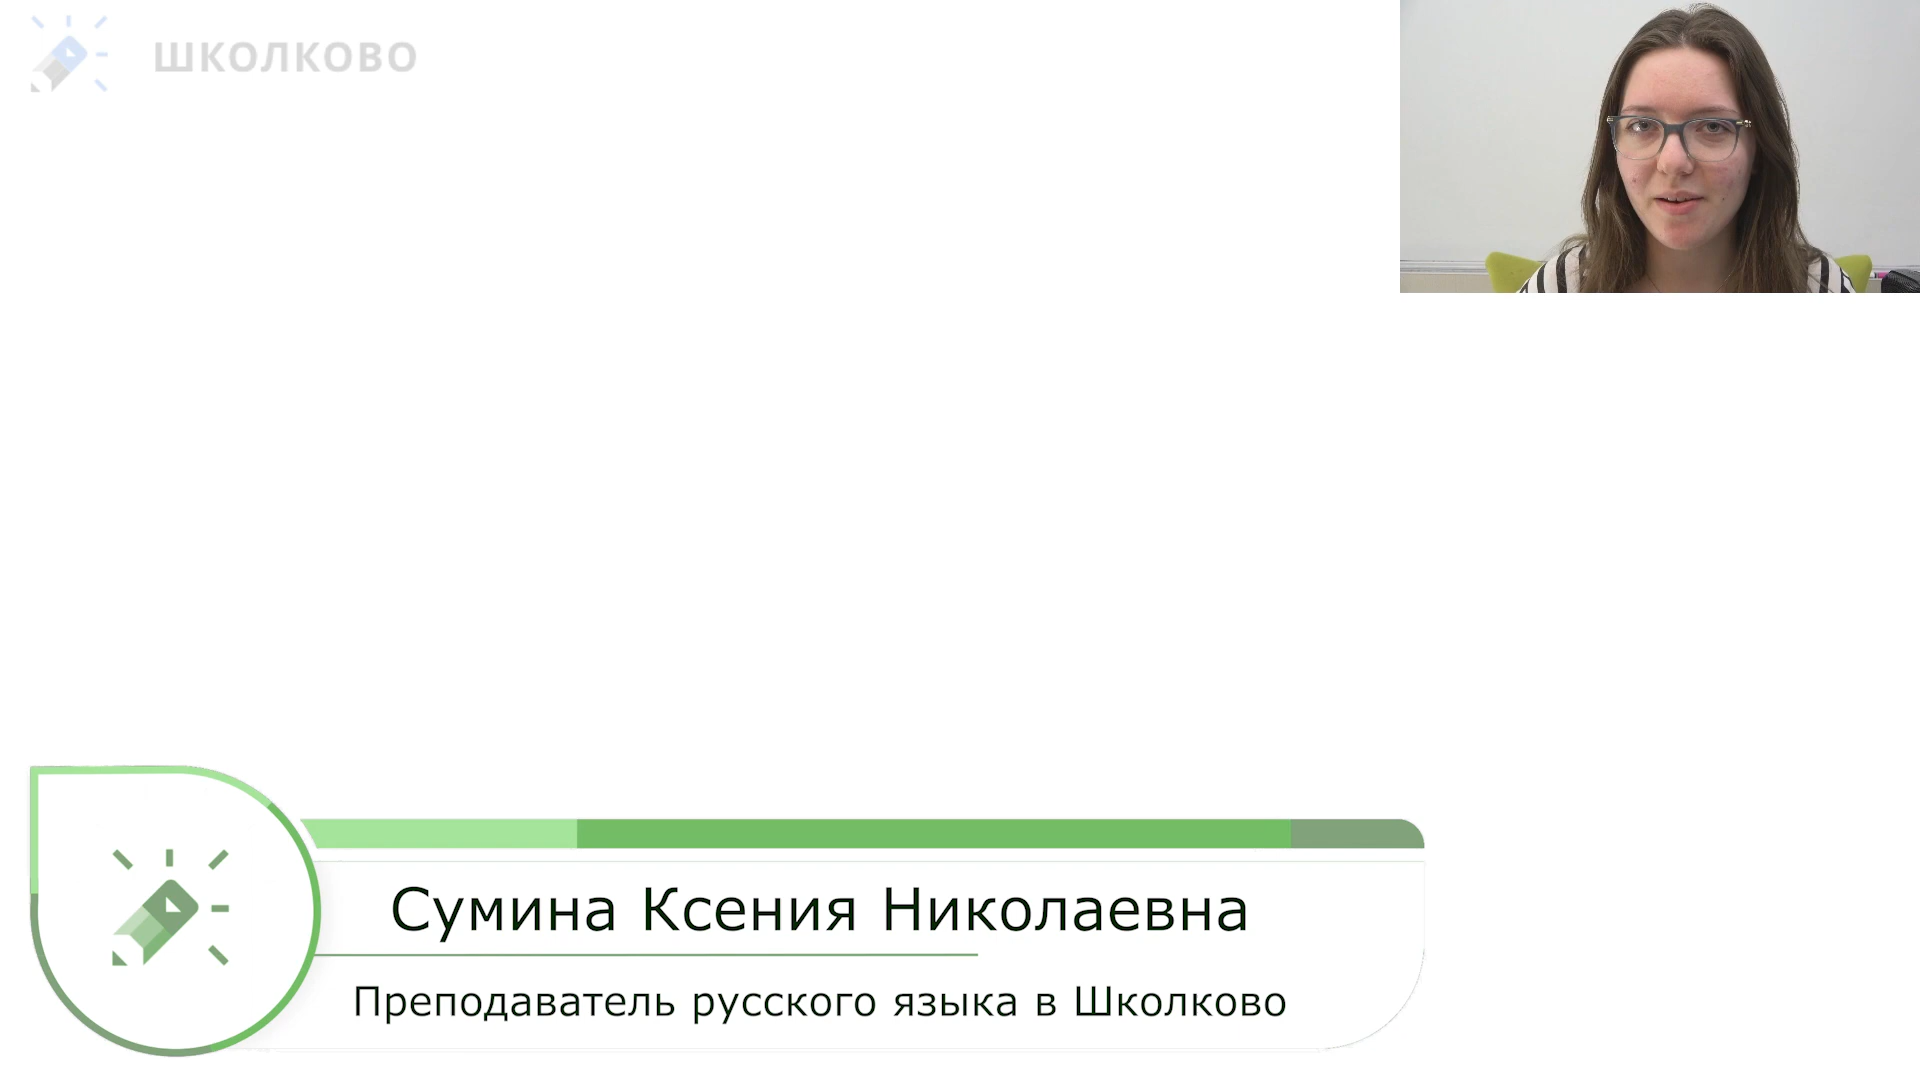 ШКОЛКОВО
Сумина Ксения Николаевна
Преподаватель русского языка в Школково